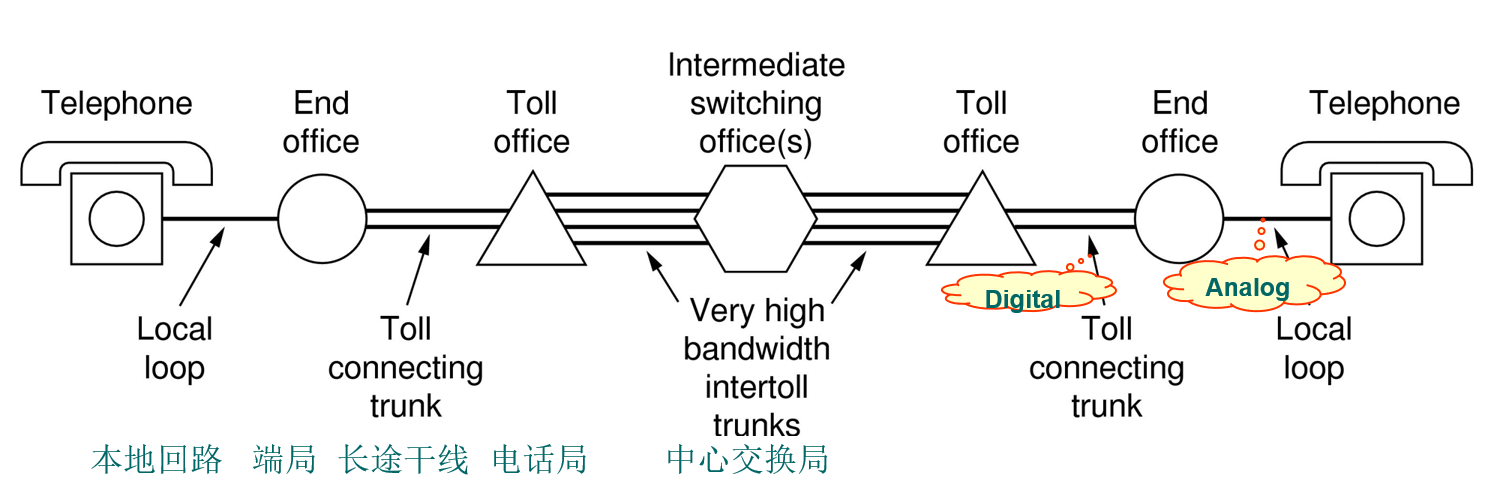 Telephone
End
office
Toll
office
Intermediate
switching
office(s)
Toll
office
End
office
Telephone
Local
loop
Toll
connecting
trunk
Very high
bandwidth
intertoll
trunks
Digital
Toll
connecting
trunk
Analog
Local
loop
本地回路 端局 长途干线 电话局 中心交换局